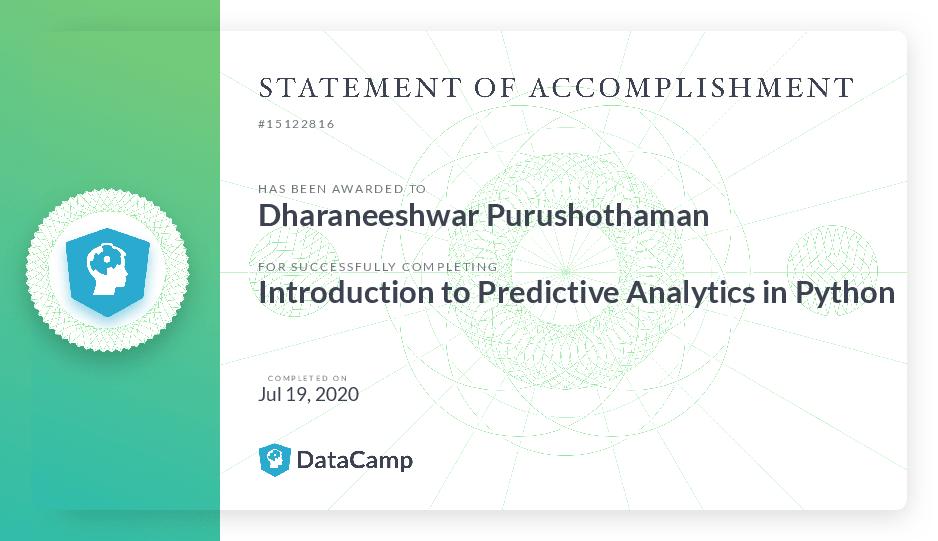 STATEMENT OF ACCOMPLISHMENT
#15122816
HAS BEEN AWARDED TO
Dharaneeshwar Purushothaman
FOR SUCCESSFULLY COMPLETING
Introduction to Predictive Analytics in Python
COMPLETED ON
Jul 19, 2020
DataCamp